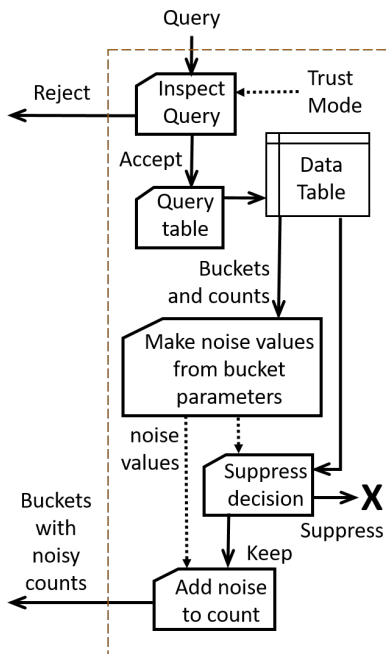 Query
Inspect
Query
Reject
Trust
Mode
Accept
Query
table
Data
Table
Buckets
and counts
Make noise values
from bucket
parameters
noise
values
Suppress
decision
X
Suppress
Buckets
with
noisy
counts
Keep
Add noise
to count